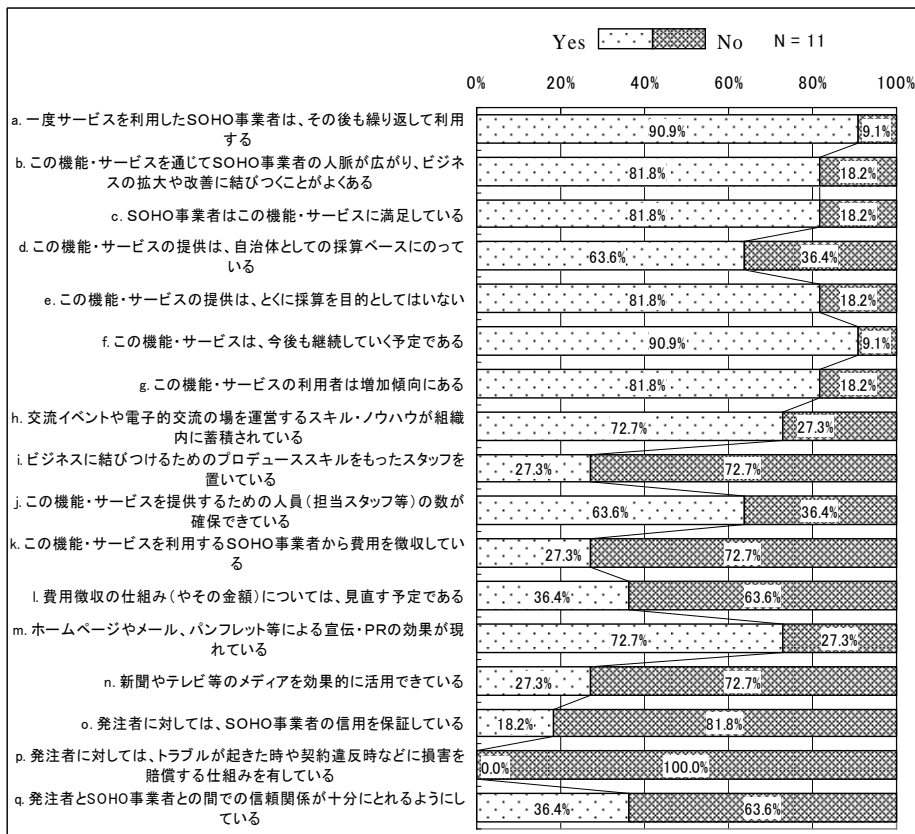 Yes No N = 11
0% 20% 40% 60% 80% 100%
a. 一度サービスを利用したSOHO事業者は、その後も繰り返して利用
する
90.9% 9.1%
b. この機能・サービスを通じてSOHO事業者の人脈が広がり、ビジネ
スの拡大や改善に結びつくことがよくある
81.8% 18.2%
c. SOHO事業者はこの機能・サービスに満足している
81.8% 18.2%
d. この機能・サービスの提供は、自治体としての採算ベースにのって
いる
63.6% 36.4%
e. この機能・サービスの提供は、とくに採算を目的としてはいない
81.8% 18.2%
f. この機能・サービスは、今後も継続していく予定である
90.9% 9.1%
g. この機能・サービスの利用者は増加傾向にある
81.8% 18.2%
h. 交流イベントや電子的交流の場を運営するスキル・ノウハウが組織
内に蓄積されている
72.7% 27.3%
i. ビジネスに結びつけるためのプロデューススキルをもったスタッフを
置いている
27.3% 72.7%
j. この機能・サービスを提供するための人員(担当スタッフ等)の数が
確保できている
63.6% 36.4%
k. この機能・サービスを利用するSOHO事業者から費用を徴収してい
る
27.3% 72.7%
l. 費用徴収の仕組み(やその金額)については、見直す予定である
36.4% 63.6%
m. ホームページやメール、パンフレット等による宣伝・PRの効果が現
れている
72.7% 27.3%
n. 新聞やテレビ等のメディアを効果的に活用できている
27.3% 72.7%
o. 発注者に対しては、SOHO事業者の信用を保証している
18.2% 81.8%
p. 発注者に対しては、トラブルが起きた時や契約違反時などに損害を
賠償する仕組みを有している
0.0% 100.0%
q. 発注者とSOHO事業者との間での信頼関係が十分にとれるようにし
ている
36.4% 63.6%